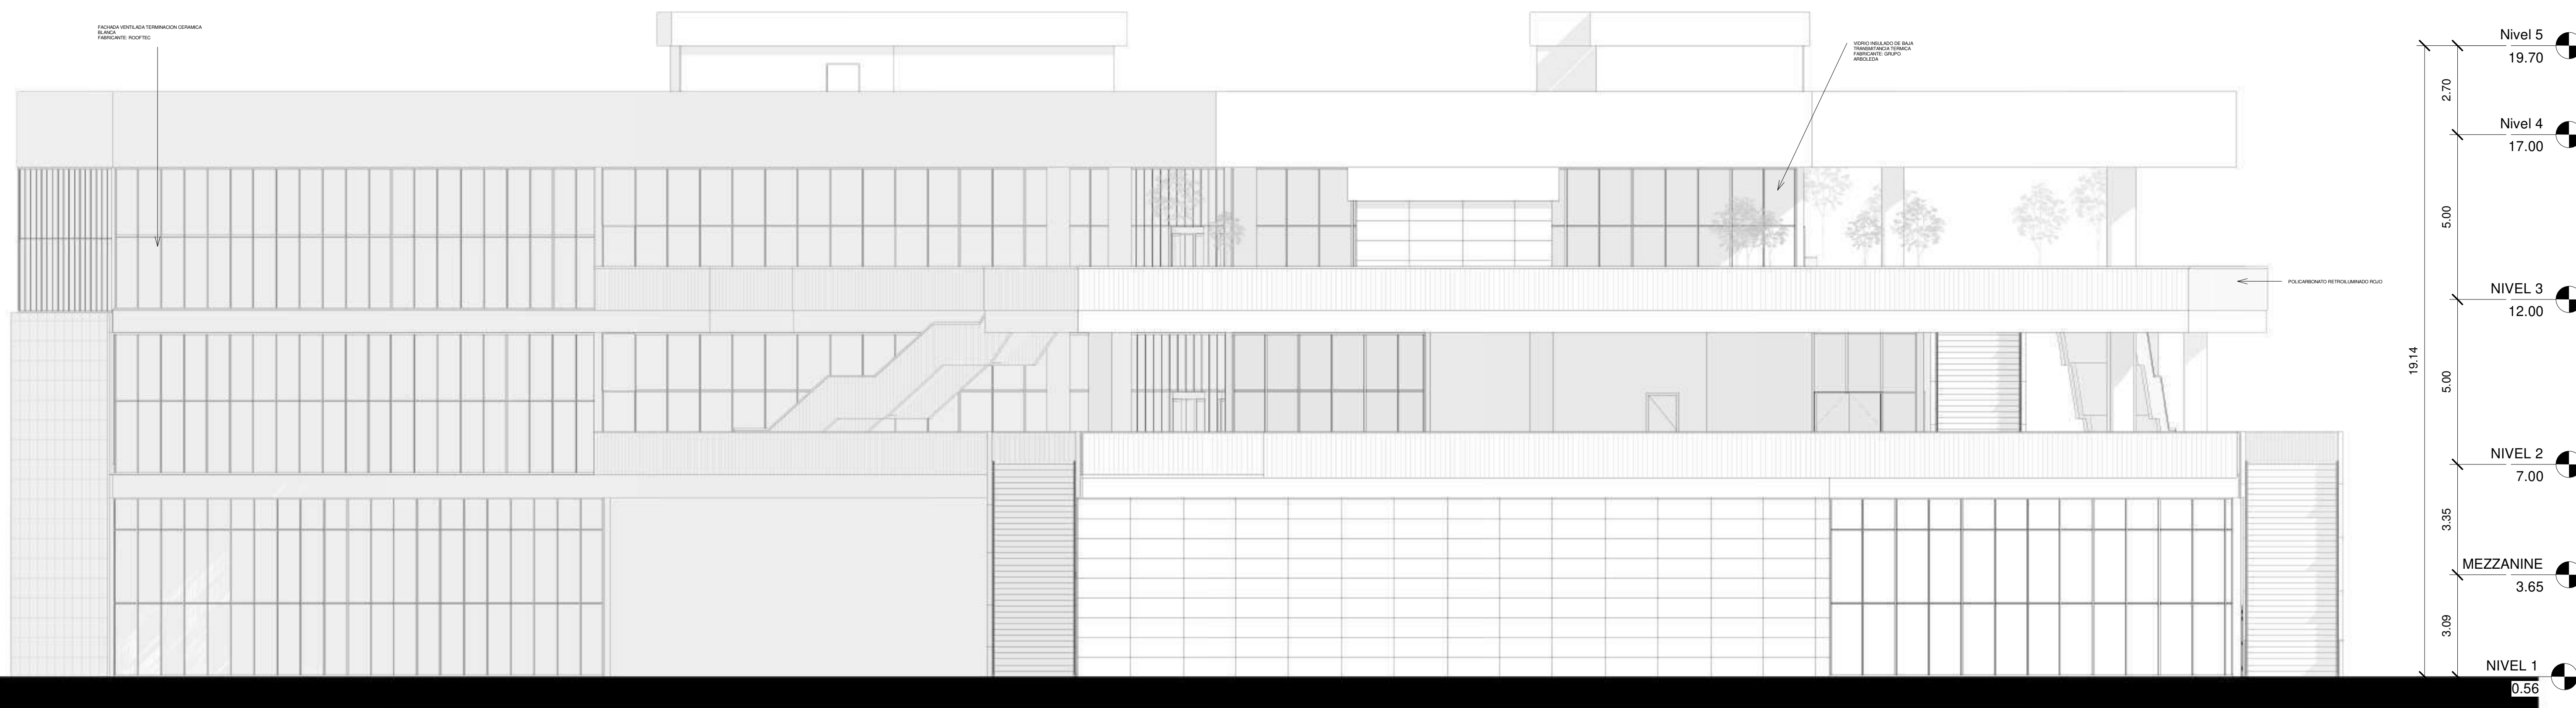 FACHADA VENTILADA TERMINACION CERAMICA
BLANCA
FABRICANTE: ROOFTEC
VIDRIO INSULADO DE BAJA
TRANSMITANCIA TERMICA
FABRICANTE: GRUPO
ARBOLEDA
POLICARBONATO RETROILUMINADO ROJO
Nivel 5
19.70
2.70
Nivel 4
17.00
5.00
NIVEL 3
12.00
19.14
5.00
NIVEL 2
7.00
3.35
MEZZANINE
3.65
3.09
NIVEL 1
0.56